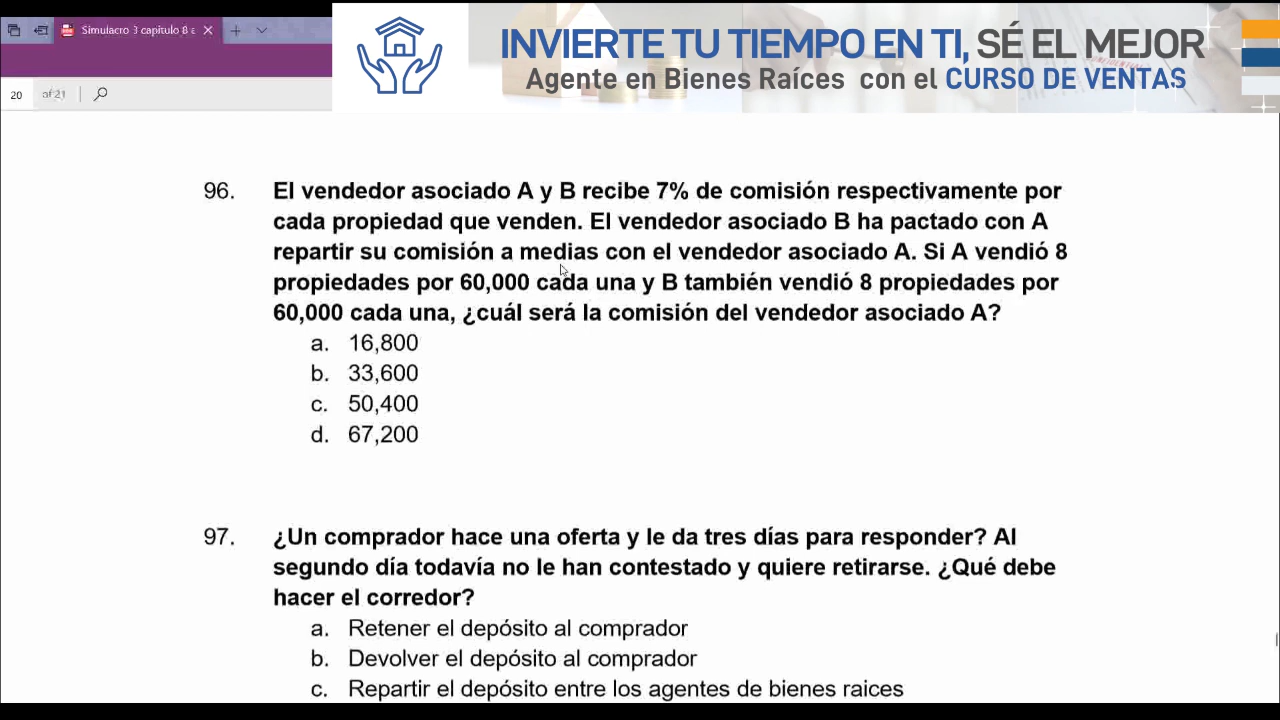 Simulacro 3 capitulo 8 e
20 of 21
INVIERTE TU TIEMPO EN TI, SÉ EL MEJOR
Agente en Bienes Raíces con el CURSO DE VENTAS
96. El vendedor asociado A y B recibe 7% de comisión respectivamente por
cada propiedad que venden. El vendedor asociado B ha pactado con A
repartir su comisión a medias con el vendedor asociado A. Si A vendió 8
propiedades por 60,000 cada una y B también vendió 8 propiedades por
60,000 cada una, ¿cuál será la comisión del vendedor asociado A?
a. 16,800
b. 33,600
c. 50,400
d. 67,200
97. ¿Un comprador hace una oferta y le da tres días para responder? Al
segundo día todavía no le han contestado y quiere retirarse. ¿Qué debe
hacer el corredor?
a. Retener el depósito al comprador
b. Devolver el depósito al comprador
c. Repartir el depósito entre los agentes de bienes raices